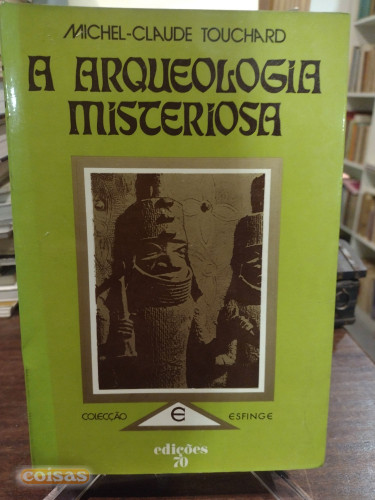 MICHEL-CLAUDE TOUCHARD
A ARQUEOLOGIA
MISTERIOSA
COLECÇÃO E ESFINGE
edições
70
coisas